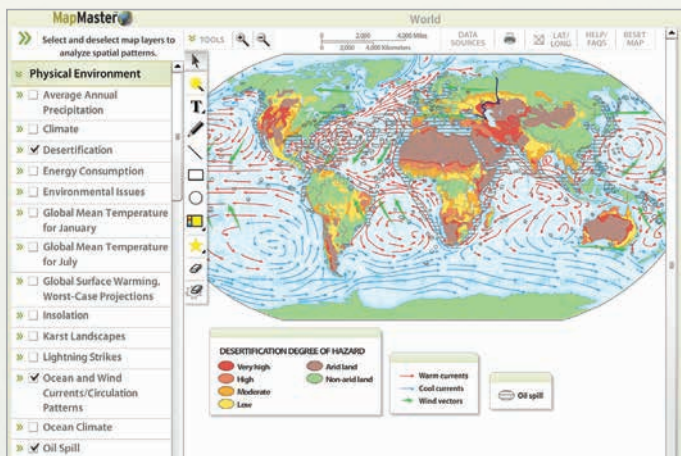 MapMaster
World
Select and deselect map layers to
analyze spatial patterns.
TOOLS
0 2,000 4,000 Miles
0 2,000 4,000 Kilometers
DATA
SOURCES
LAT/
LONG
HELP/
FAQS
RESET
MAP
Physical Environment
Average Annual
Precipitation
Climate
Desertification
Energy Consumption
Environmental Issues
Global Mean Temperature
for January
Global Mean Temperature
for July
Global Surface Warming,
Worst-Case Projections
Insolation
Karst Landscapes
Lightning Strikes
Ocean and Wind
Currents/Circulation
Patterns
Ocean Climate
Oil Spill
T
DESERTIFICATION DEGREE OF HAZARD
Very high
High
Moderate
Low
Arid land
Non-arid land
Warm currents
Cool currents
Wind vectors
Oil spill